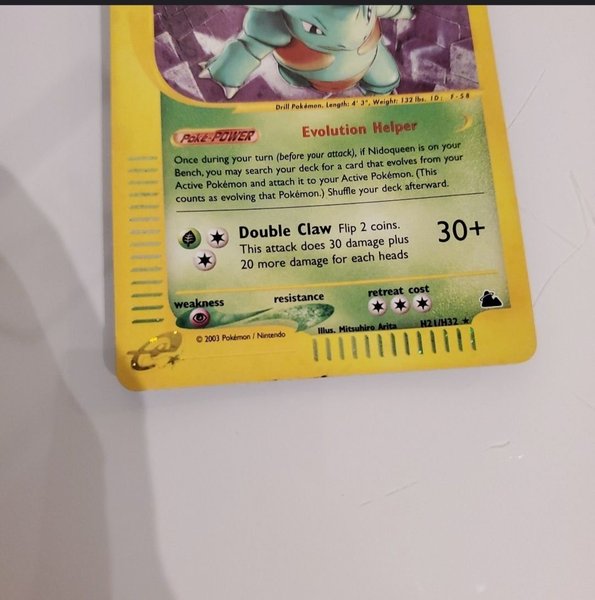 Drill Pokémon. Length: 4' 3", Weight: 132 lbs. ID: F-58
POKé-POWER Evolution Helper
Once during your turn (before your attack), if Nidoqueen is on your
Bench, you may search your deck for a card that evolves from your
Active Pokémon and attach it to your Active Pokémon. (This
counts as evolving that Pokémon.) Shuffle your deck afterward.
Double Claw Flip 2 coins.
This attack does 30 damage plus
20 more damage for each heads
30+
weakness resistance retreat cost
Illus. Mitsuhiro Arita H21/H32 ★
© 2003 Pokémon / Nintendo